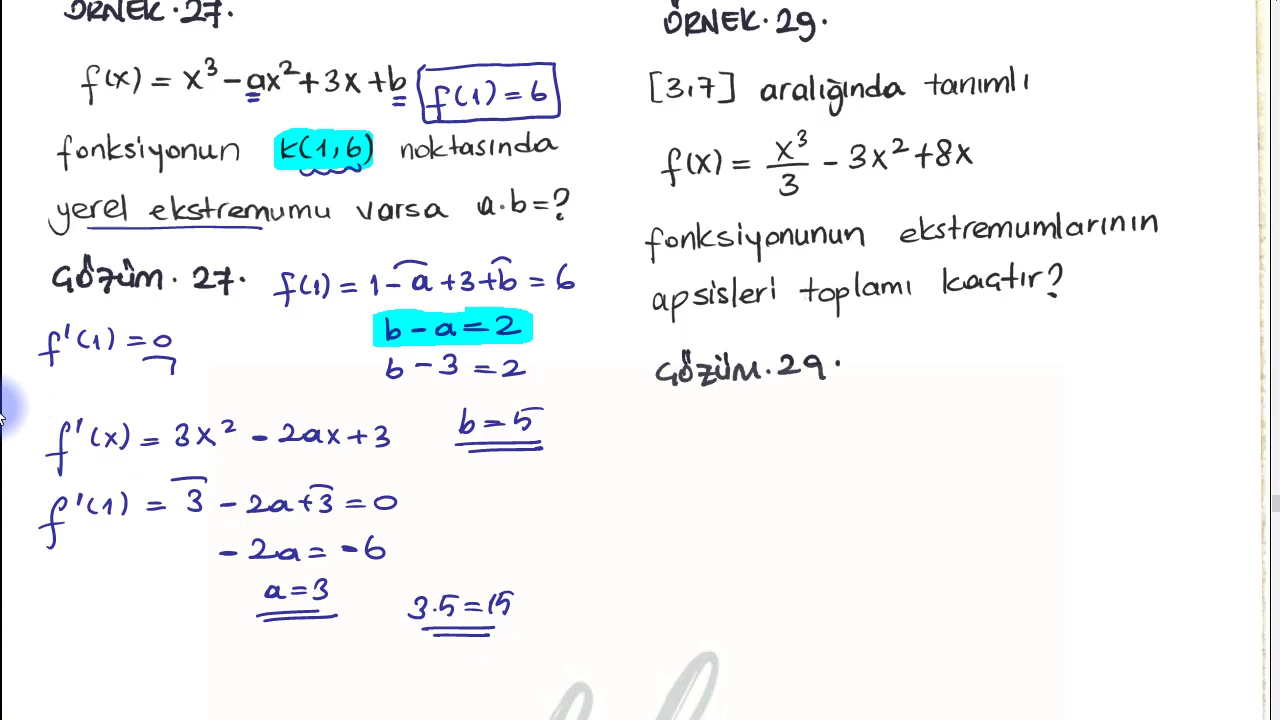 ÖRNEK.27.
f(x) = x³ - ax² + 3x + b f(1) = 6
fonksiyonun K(1,6) noktasında
yerel ekstremumu varsa a.b=?
ÇÖZÜM.27. f(1) = 1 - a + 3 + b = 6
b - a = 2
f'(1) = 0
b - 3 = 2
b = 5
f'(x) = 3x² - 2ax + 3
f'(1) = 3 - 2a + 3 = 0
- 2a = - 6
a = 3
3.5 = 15
ÖRNEK.29.
[3,7] aralığında tanımlı
f(x) = x³/3 - 3x² + 8x
fonksiyonunun ekstremumlarının
apsisleri toplamı kaçtır?
ÇÖZÜM.29.